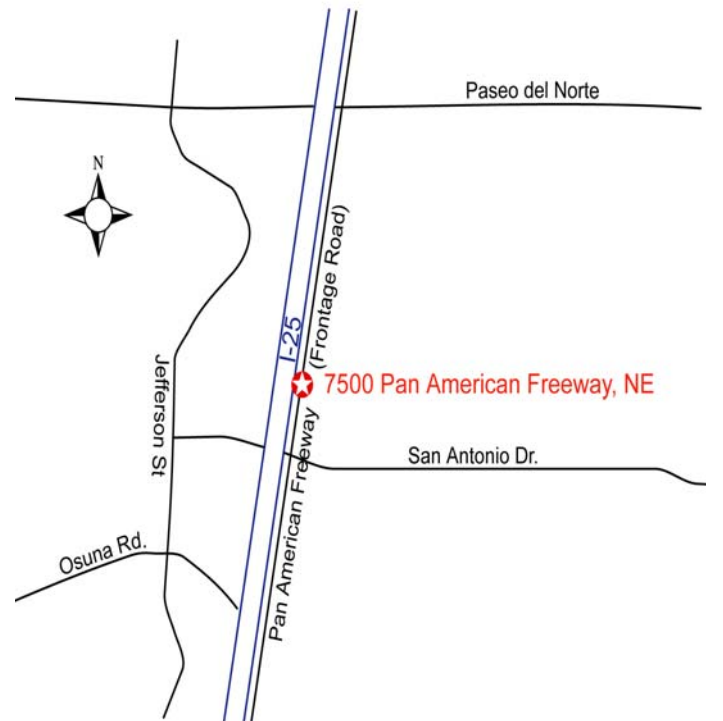 Paseo del Norte
N
(Frontage Road)
I-25
7500 Pan American Freeway, NE
Jefferson St
Pan American Freeway
San Antonio Dr.
Osuna Rd.